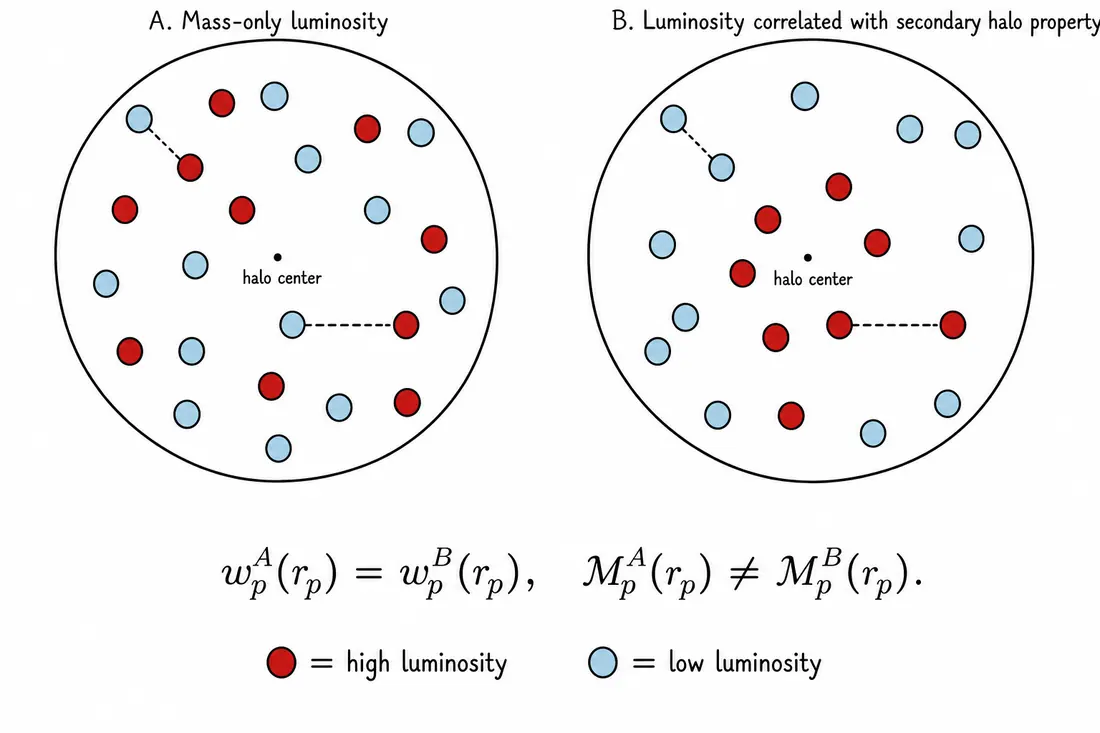 A. Mass-only luminosity
B. Luminosity correlated with secondary halo property
halo center
halo center
$w_p^A(r_p) = w_p^B(r_p), \quad \mathcal{M}_p^A(r_p) \neq \mathcal{M}_p^B(r_p).$
= high luminosity
= low luminosity